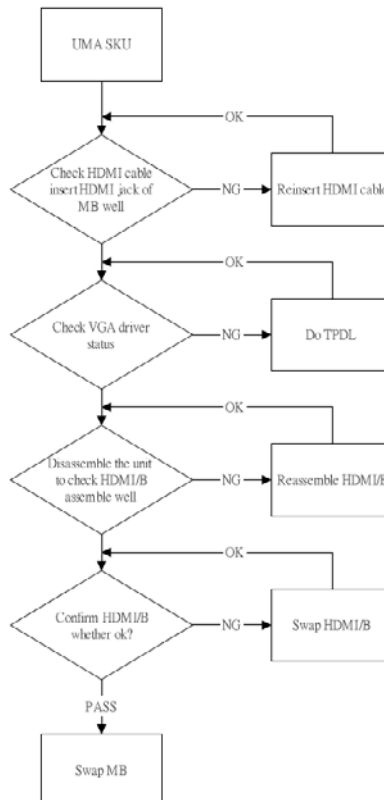 UMA SKU
OK
Check HDMI cable
insert HDMI jack of
MB well
NG
Reinsert HDMI cable
OK
Check VGA driver
status
NG
Do TPDL
OK
Disassemble the unit
to check HDMI/B
assemble well
NG
Reassemble HDMI/B
OK
Confirm HDMI/B
whether ok?
NG
Swap HDMI/B
PASS
Swap MB